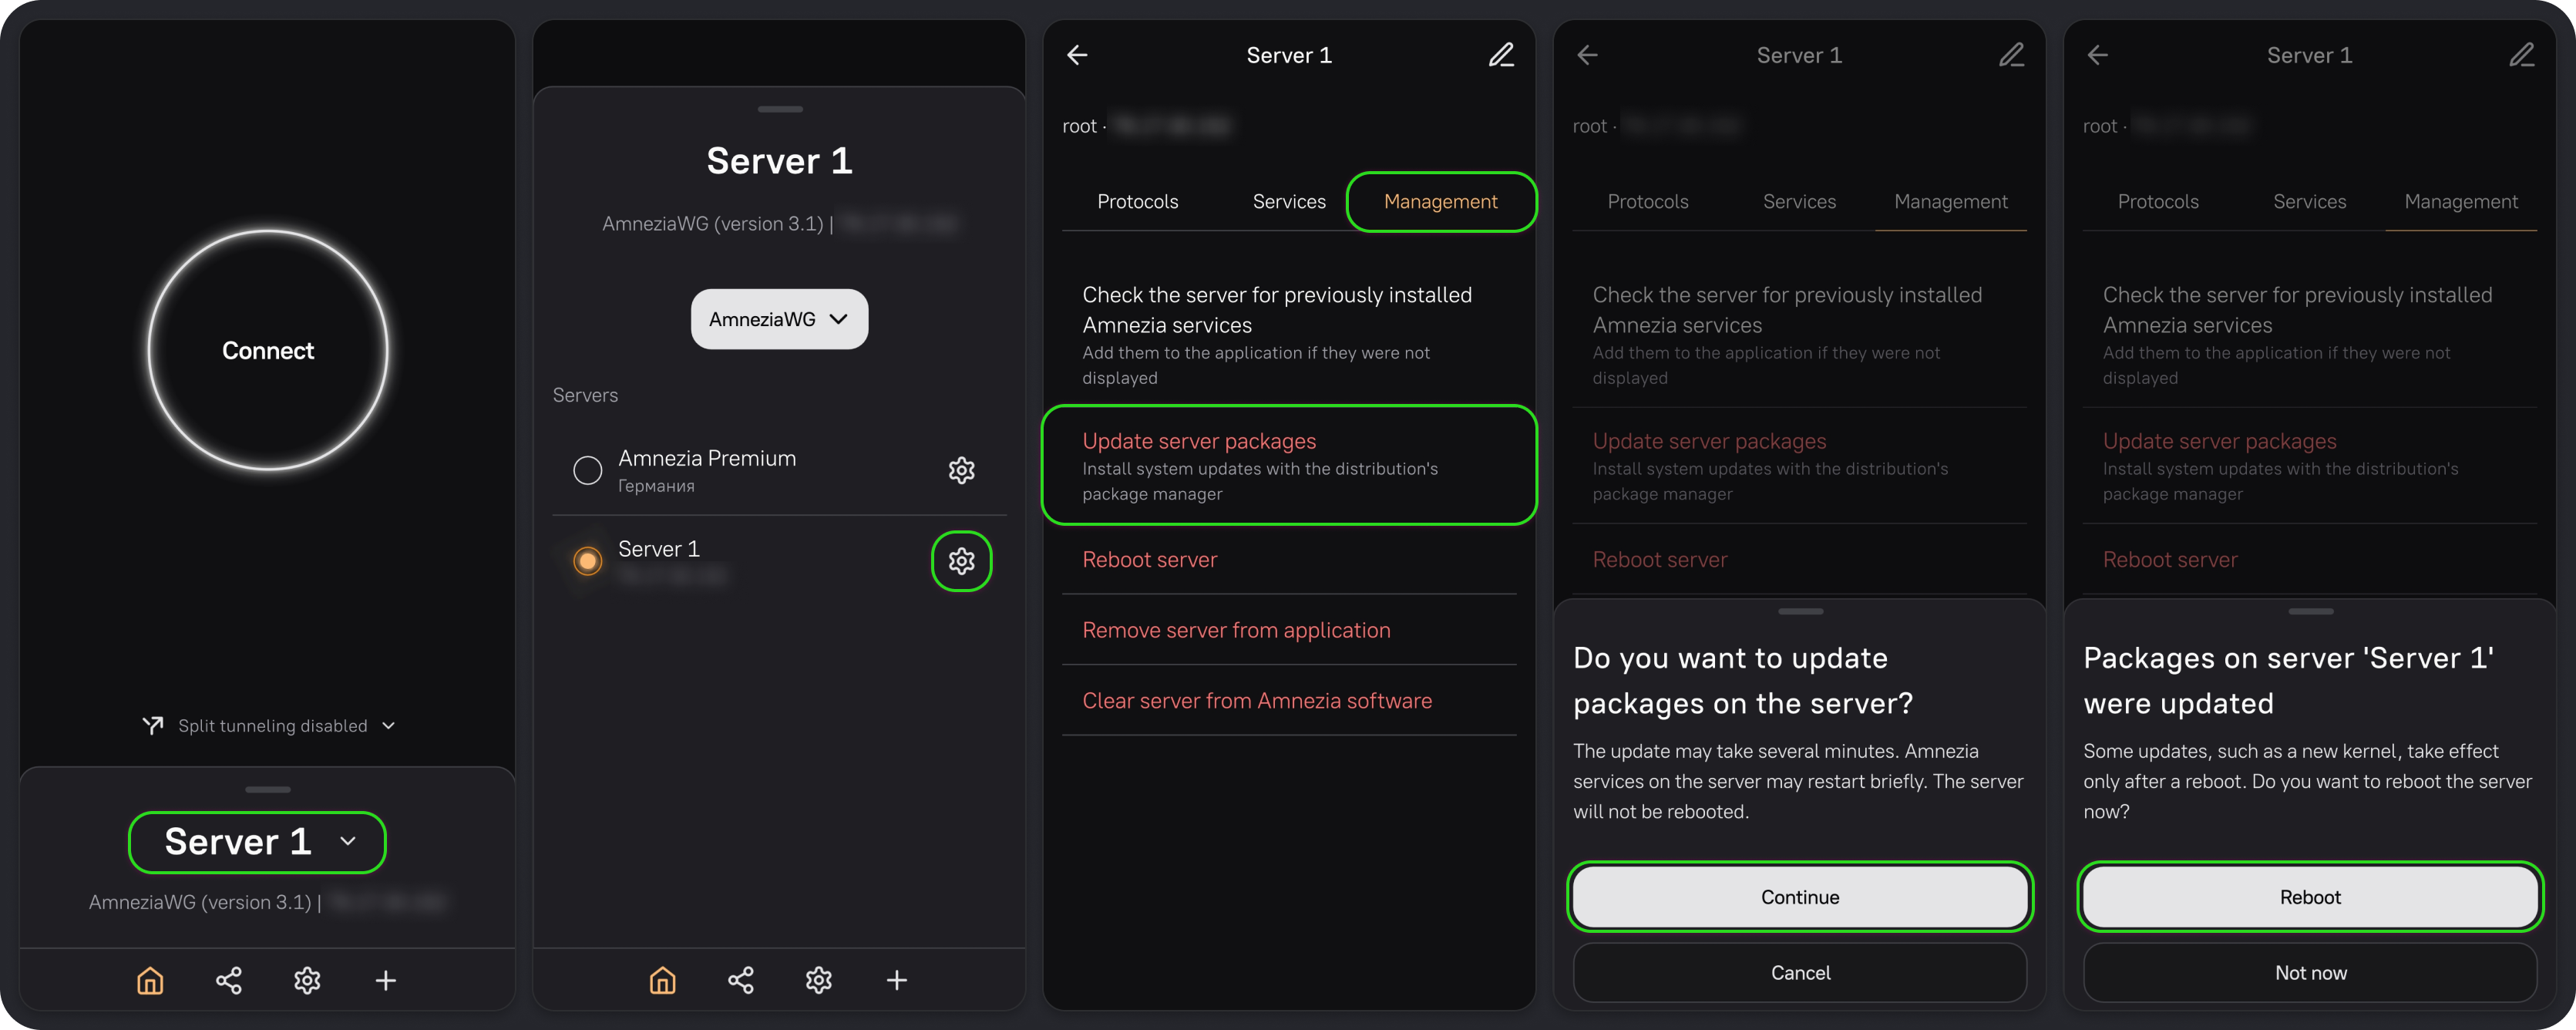 Connect
Split tunneling disabled
Server 1
AmneziaWG (version 3.1) |
Server 1
AmneziaWG (version 3.1) |
AmneziaWG
Servers
Amnezia Premium
Германия
Server 1
Server 1
root ·
Protocols
Services
Management
Check the server for previously installed
Amnezia services
Add them to the application if they were not
displayed
Update server packages
Install system updates with the distribution's
package manager
Reboot server
Remove server from application
Clear server from Amnezia software
Server 1
root ·
Protocols
Services
Management
Check the server for previously installed
Amnezia services
Add them to the application if they were not
displayed
Update server packages
Install system updates with the distribution's
package manager
Reboot server
Do you want to update
packages on the server?
The update may take several minutes. Amnezia
services on the server may restart briefly. The server
will not be rebooted.
Continue
Cancel
Server 1
root ·
Protocols
Services
Management
Check the server for previously installed
Amnezia services
Add them to the application if they were not
displayed
Update server packages
Install system updates with the distribution's
package manager
Reboot server
Packages on server 'Server 1'
were updated
Some updates, such as a new kernel, take effect
only after a reboot. Do you want to reboot the server
now?
Reboot
Not now